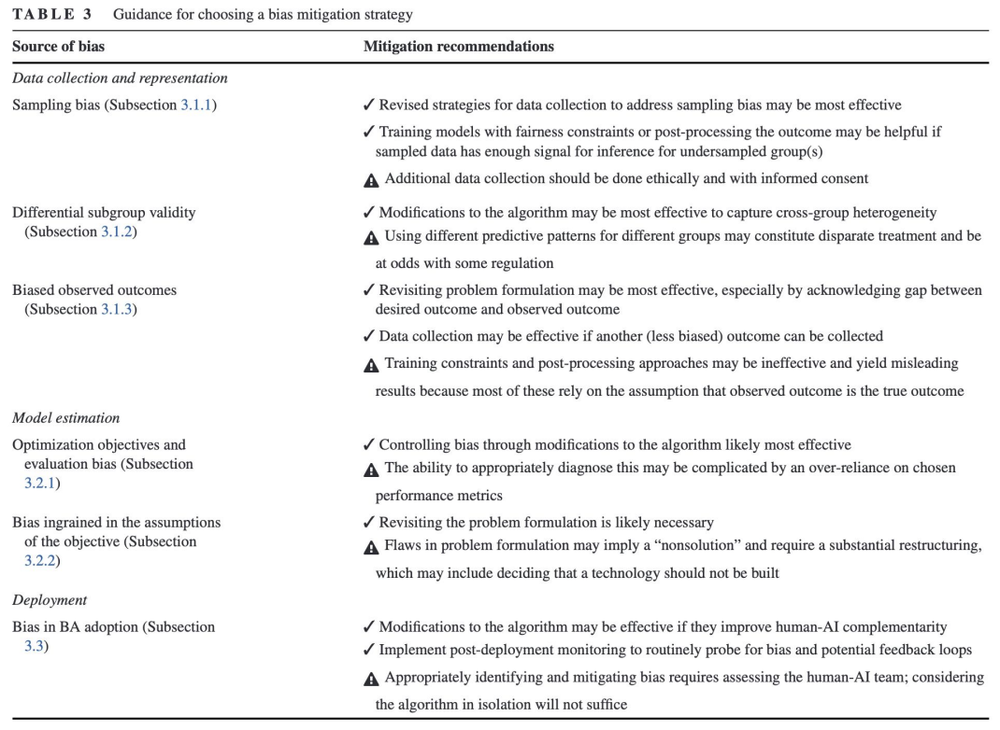 TABLE 3 Guidance for choosing a bias mitigation strategy
Source of bias Mitigation recommendations
Data collection and representation
Sampling bias (Subsection 3.1.1) ✓ Revised strategies for data collection to address sampling bias may be most effective
✓ Training models with fairness constraints or post-processing the outcome may be helpful if
sampled data has enough signal for inference for undersampled group(s)
⚠ Additional data collection should be done ethically and with informed consent
Differential subgroup validity
(Subsection 3.1.2)
✓ Modifications to the algorithm may be most effective to capture cross-group heterogeneity
⚠ Using different predictive patterns for different groups may constitute disparate treatment and be
at odds with some regulation
Biased observed outcomes
(Subsection 3.1.3)
✓ Revisiting problem formulation may be most effective, especially by acknowledging gap between
desired outcome and observed outcome
✓ Data collection may be effective if another (less biased) outcome can be collected
⚠ Training constraints and post-processing approaches may be ineffective and yield misleading
results because most of these rely on the assumption that observed outcome is the true outcome
Model estimation
Optimization objectives and
evaluation bias (Subsection
3.2.1)
✓ Controlling bias through modifications to the algorithm likely most effective
⚠ The ability to appropriately diagnose this may be complicated by an over-reliance on chosen
performance metrics
Bias ingrained in the assumptions
of the objective (Subsection
3.2.2)
✓ Revisiting the problem formulation is likely necessary
⚠ Flaws in problem formulation may imply a “nonsolution” and require a substantial restructuring,
which may include deciding that a technology should not be built
Deployment
Bias in BA adoption (Subsection
3.3)
✓ Modifications to the algorithm may be effective if they improve human-AI complementarity
✓ Implement post-deployment monitoring to routinely probe for bias and potential feedback loops
⚠ Appropriately identifying and mitigating bias requires assessing the human-AI team; considering
the algorithm in isolation will not suffice